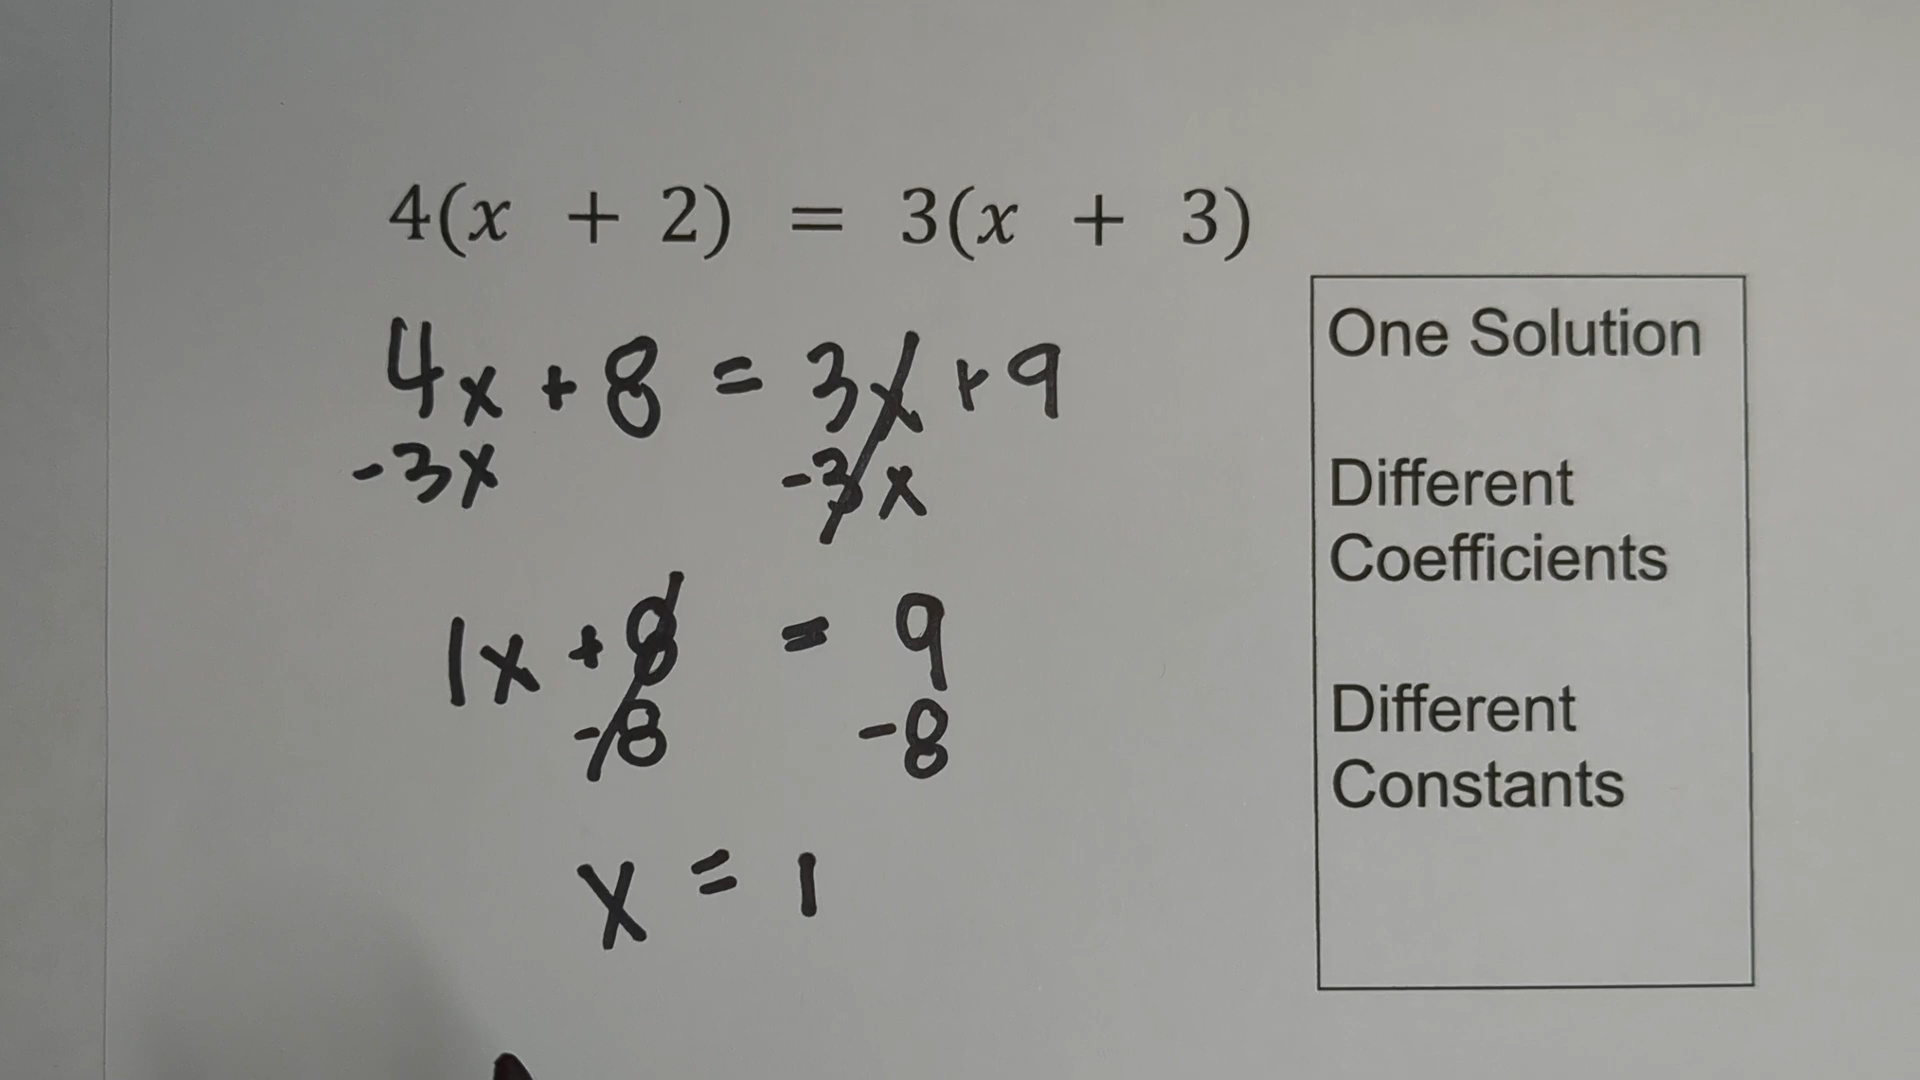 4(x + 2) = 3(x + 3)
4x + 8 = 3x + 9
-3x -3x
1x + 8 = 9
-8 -8
x = 1
One Solution
Different
Coefficients
Different
Constants